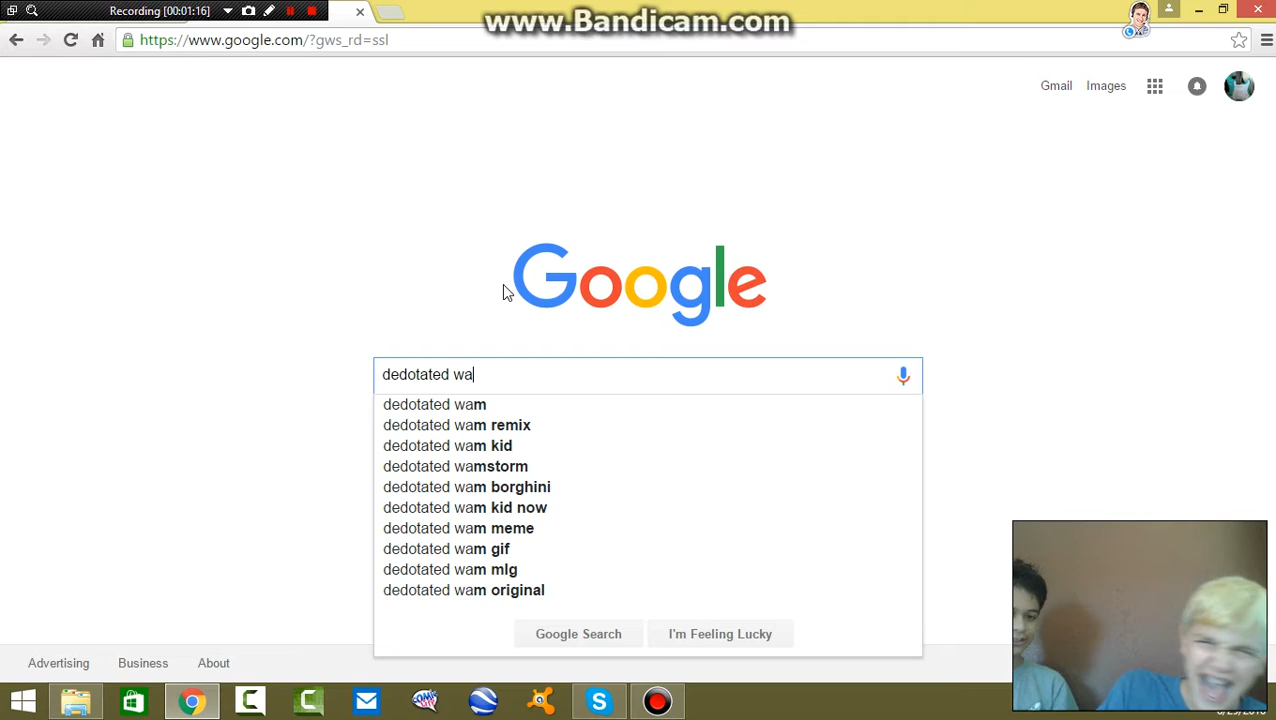 Recording [00:01:16]
www.Bandicam.com
https://www.google.com/?gws_rd=ssl
Gmail Images
Google
dedotated wa
dedotated wam
dedotated wam remix
dedotated wam kid
dedotated wamstorm
dedotated wam borghini
dedotated wam kid now
dedotated wam meme
dedotated wam gif
dedotated wam mlg
dedotated wam original
Google Search I'm Feeling Lucky
Advertising Business About